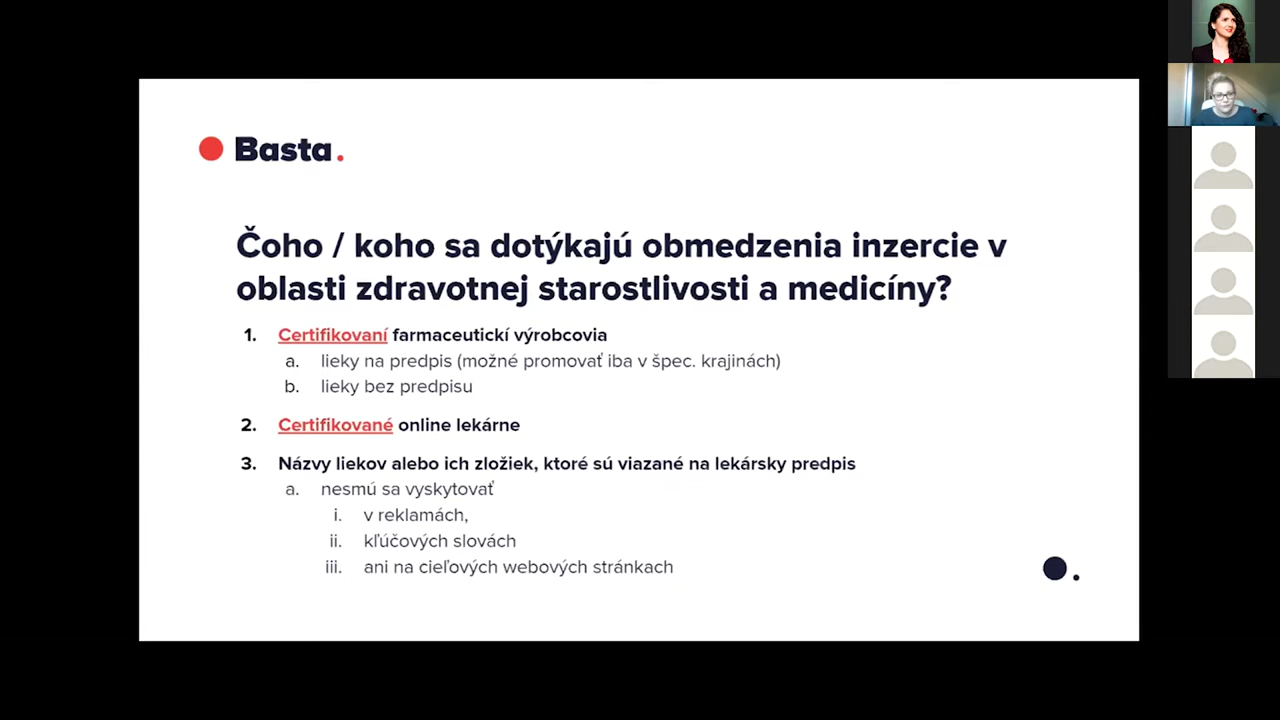 Basta.
Čoho / koho sa dotýkajú obmedzenia inzercie v
oblasti zdravotnej starostlivosti a medicíny?
1. Certifikovaní farmaceutickí výrobcovia
a. lieky na predpis (možné promovať iba v špec. krajinách)
b. lieky bez predpisu
2. Certifikované online lekárne
3. Názvy liekov alebo ich zložiek, ktoré sú viazané na lekársky predpis
a. nesmú sa vyskytovať
i. v reklamách,
ii. kľúčových slovách
iii. ani na cieľových webových stránkach